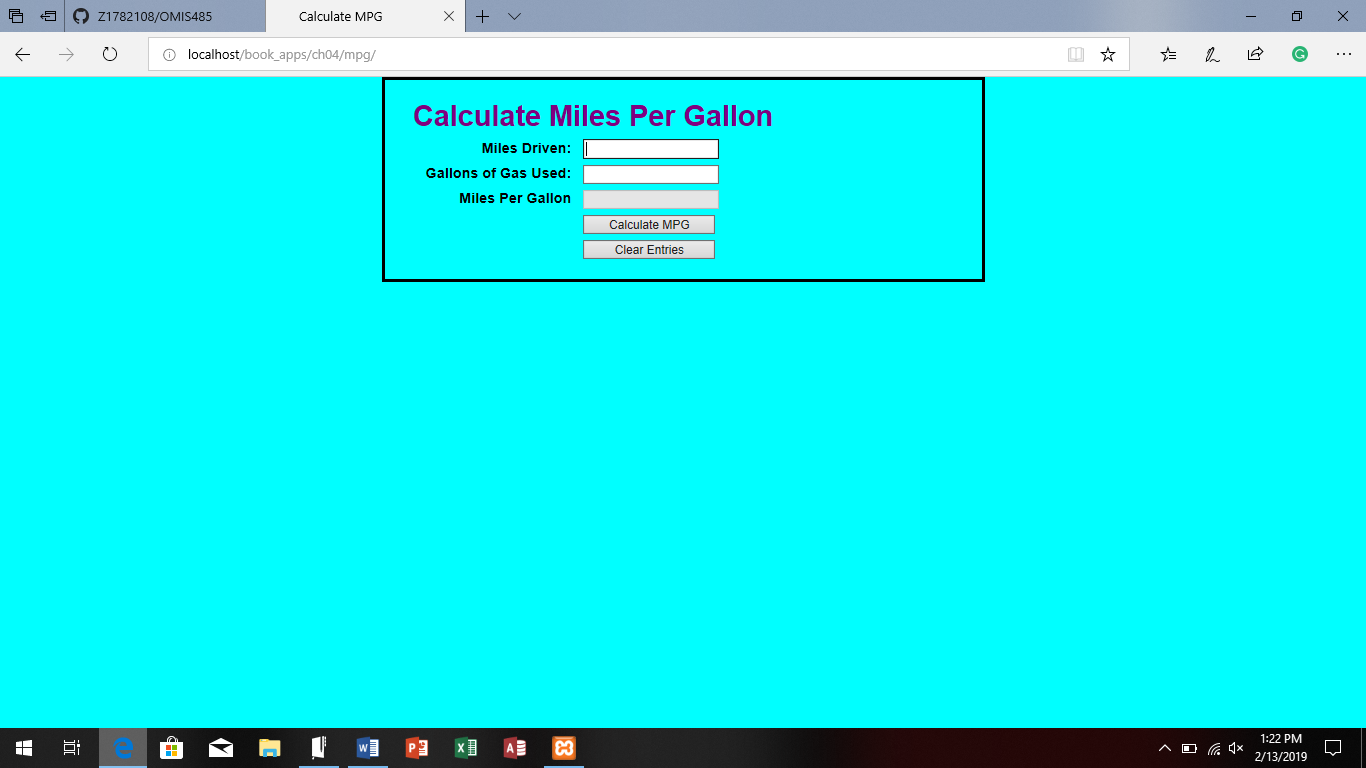 Z1782108/OMIS485
Calculate MPG
localhost/book_apps/ch04/mpg/
Calculate Miles Per Gallon
Miles Driven:
Gallons of Gas Used:
Miles Per Gallon
Calculate MPG
Clear Entries
1:22 PM
2/13/2019